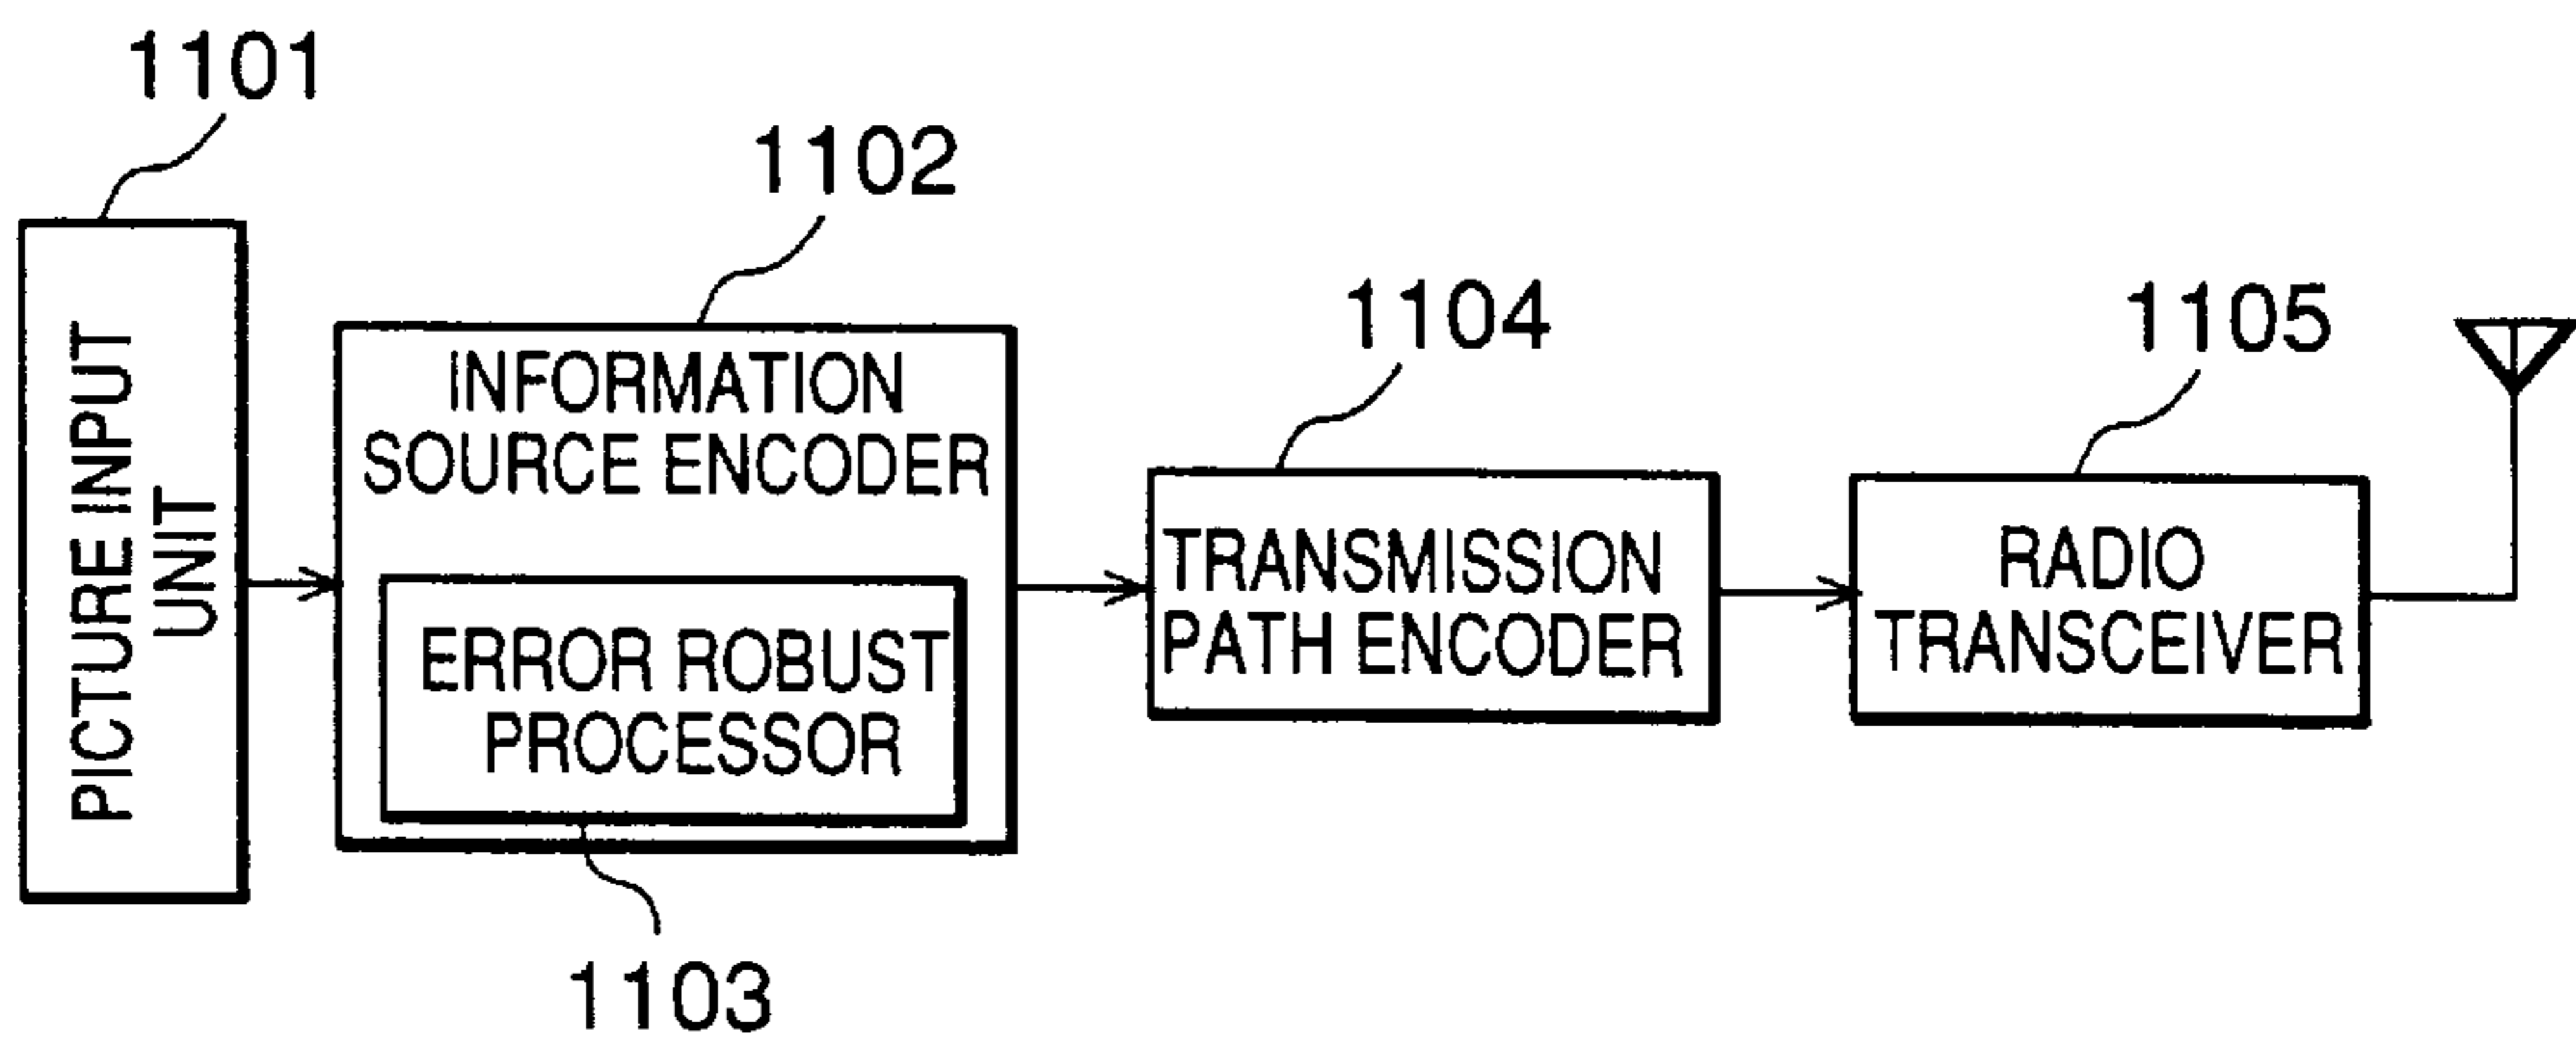 1101
PICTURE INPUT
UNIT
1102
INFORMATION
SOURCE ENCODER
ERROR ROBUST
PROCESSOR
1103
1104
TRANSMISSION
PATH ENCODER
1105
RADIO
TRANSCEIVER